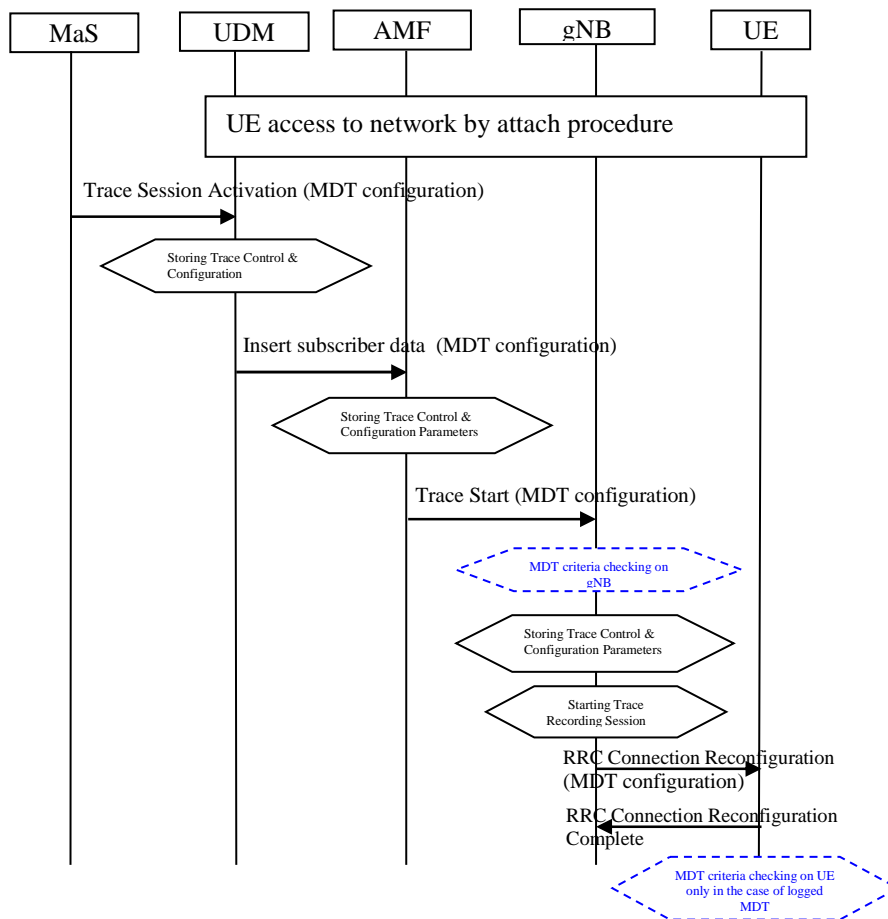 MaS
UDM
AMF
gNB
UE
UE access to network by attach procedure
Trace Session Activation (MDT configuration)
Storing Trace Control &
Configuration
Insert subscriber data (MDT configuration)
Storing Trace Control &
Configuration Parameters
Trace Start (MDT configuration)
MDT criteria checking on
gNB
Storing Trace Control &
Configuration Parameters
Starting Trace
Recording Session
RRC Connection Reconfiguration
(MDT configuration)
RRC Connection Reconfiguration
Complete
MDT criteria checking on UE
only in the case of logged
MDT